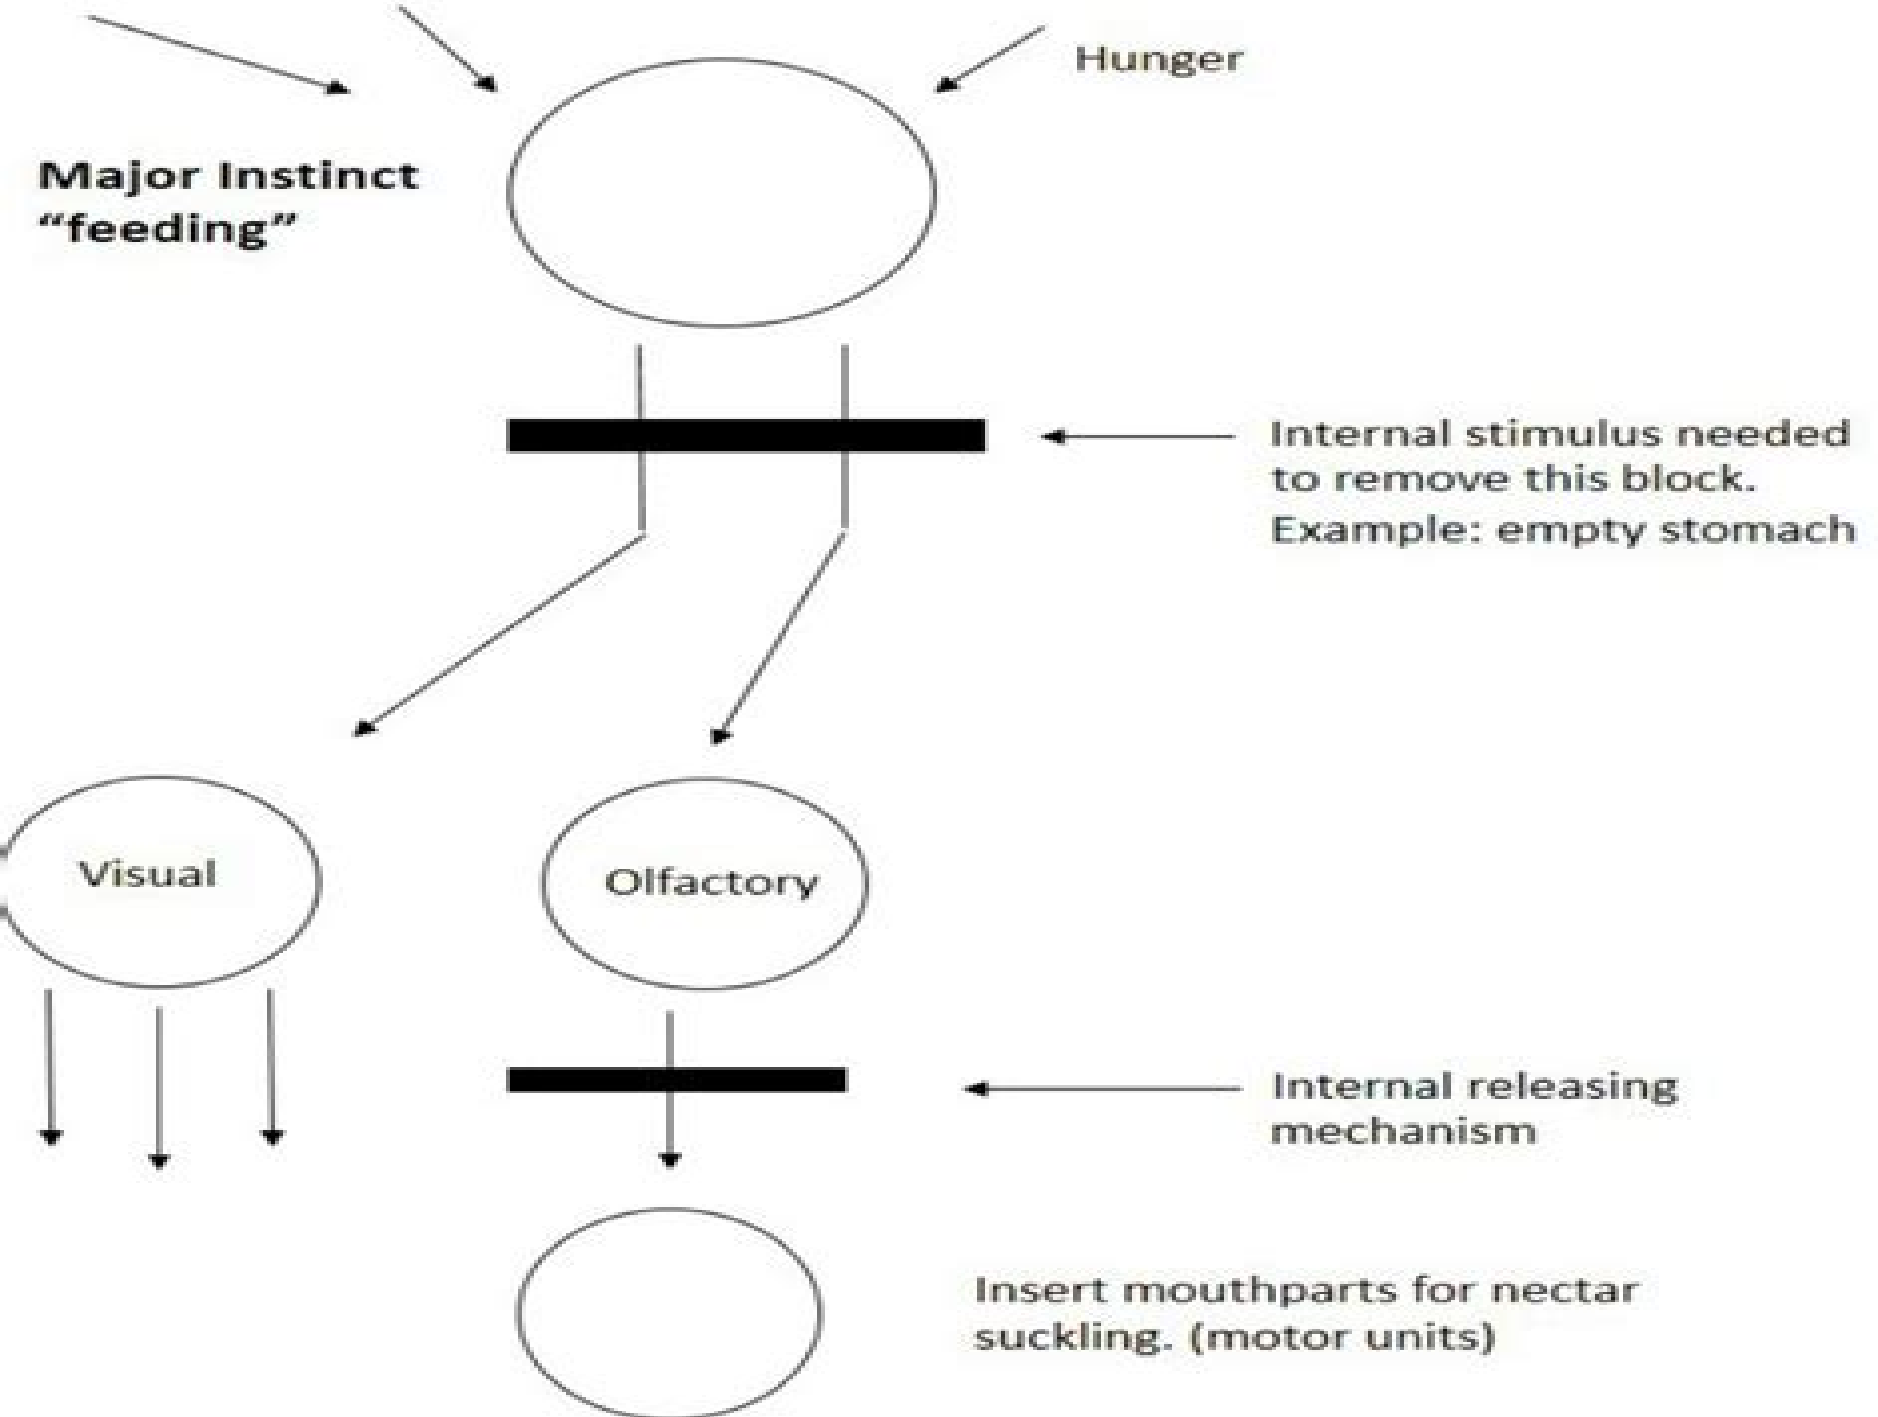 Hunger
Major Instinct
“feeding”
Internal stimulus needed
to remove this block.
Example: empty stomach
Visual
Olfactory
Internal releasing
mechanism
Insert mouthparts for nectar
suckling. (motor units)